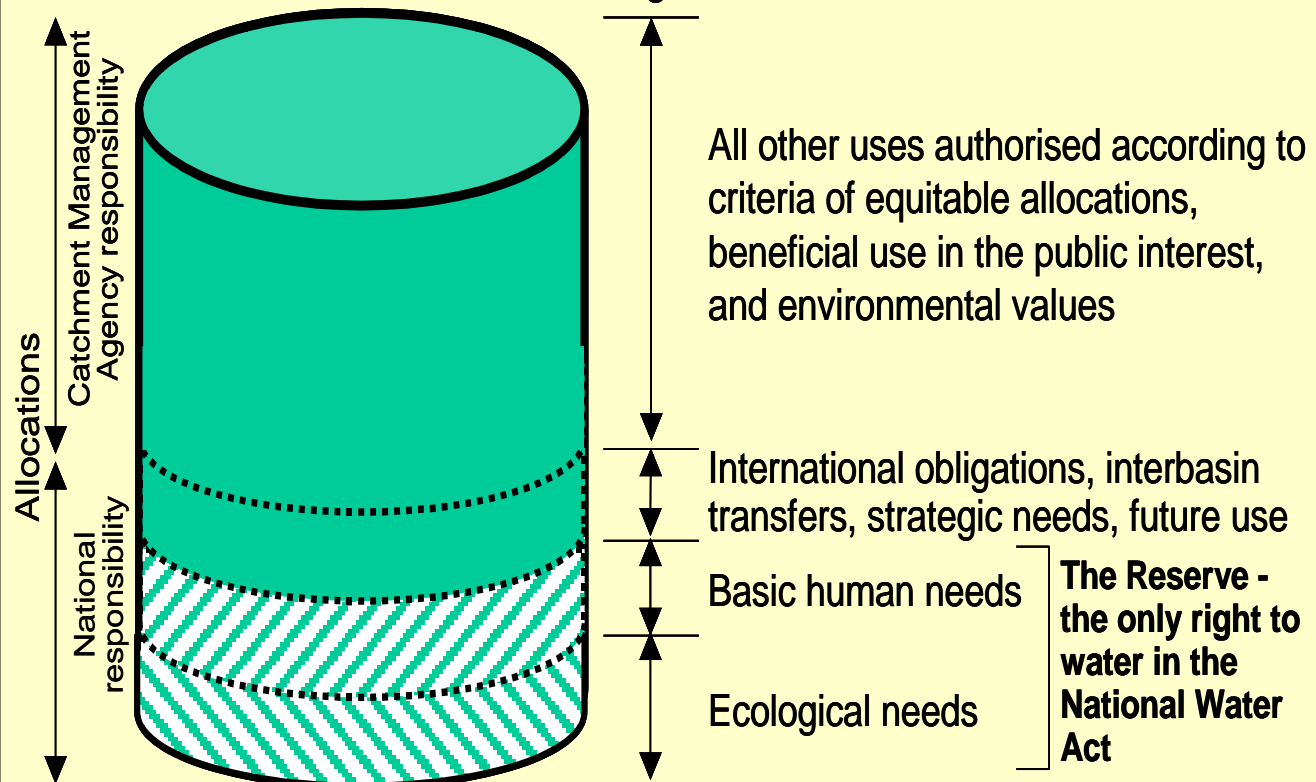 Allocations
Catchment Management
Agency responsibility
National
responsibility
All other uses authorised according to
criteria of equitable allocations,
beneficial use in the public interest,
and environmental values
International obligations, interbasin
transfers, strategic needs, future use
Basic human needs
Ecological needs
The Reserve -
the only right to
water in the
National Water
Act